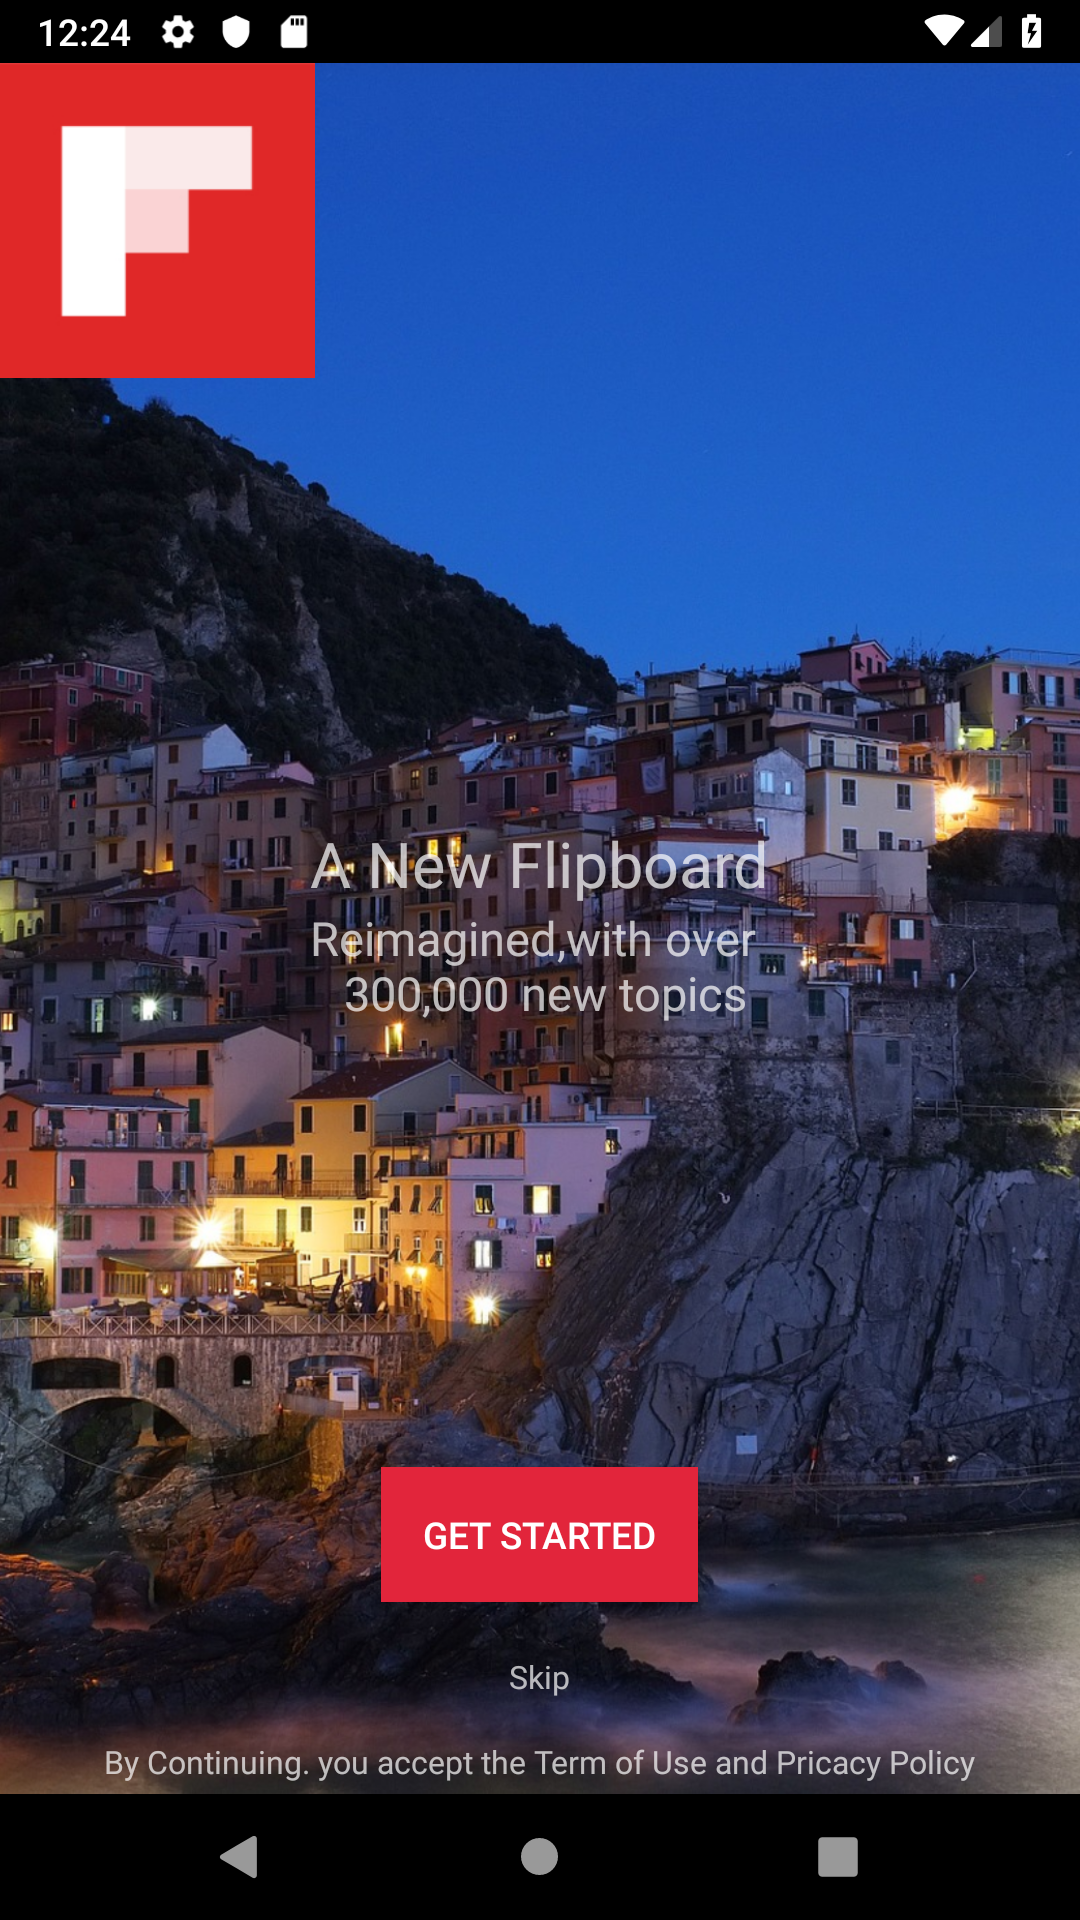 12:24
A New Flipboard
Reimagined,with over
300,000 new topics
GET STARTED
Skip
By Continuing. you accept the Term of Use and Pricacy Policy